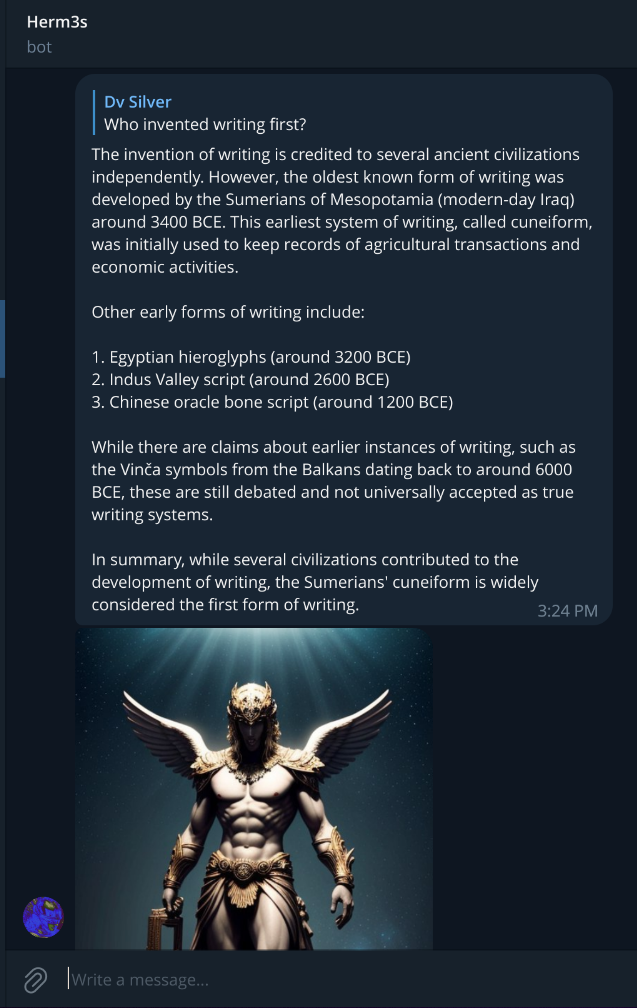 Herm3s
bot
Dv Silver
Who invented writing first?
The invention of writing is credited to several ancient civilizations
independently. However, the oldest known form of writing was
developed by the Sumerians of Mesopotamia (modern-day Iraq)
around 3400 BCE. This earliest system of writing, called cuneiform,
was initially used to keep records of agricultural transactions and
economic activities.
Other early forms of writing include:
1. Egyptian hieroglyphs (around 3200 BCE)
2. Indus Valley script (around 2600 BCE)
3. Chinese oracle bone script (around 1200 BCE)
While there are claims about earlier instances of writing, such as
the Vinča symbols from the Balkans dating back to around 6000
BCE, these are still debated and not universally accepted as true
writing systems.
In summary, while several civilizations contributed to the
development of writing, the Sumerians' cuneiform is widely
considered the first form of writing.
3:24 PM
Write a message...